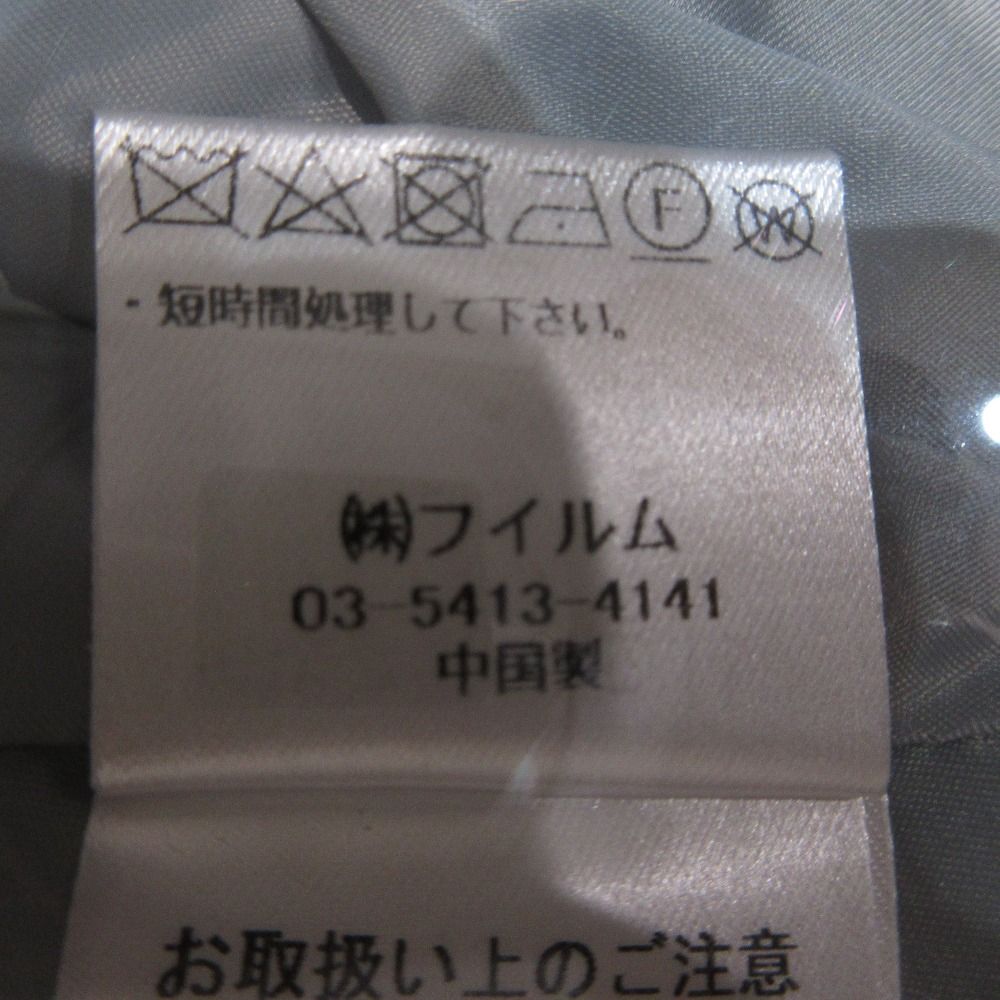 F W
・短時間処理して下さい。
㈱フイルム
03-5413-4141
中国製
お取扱い上のご注意